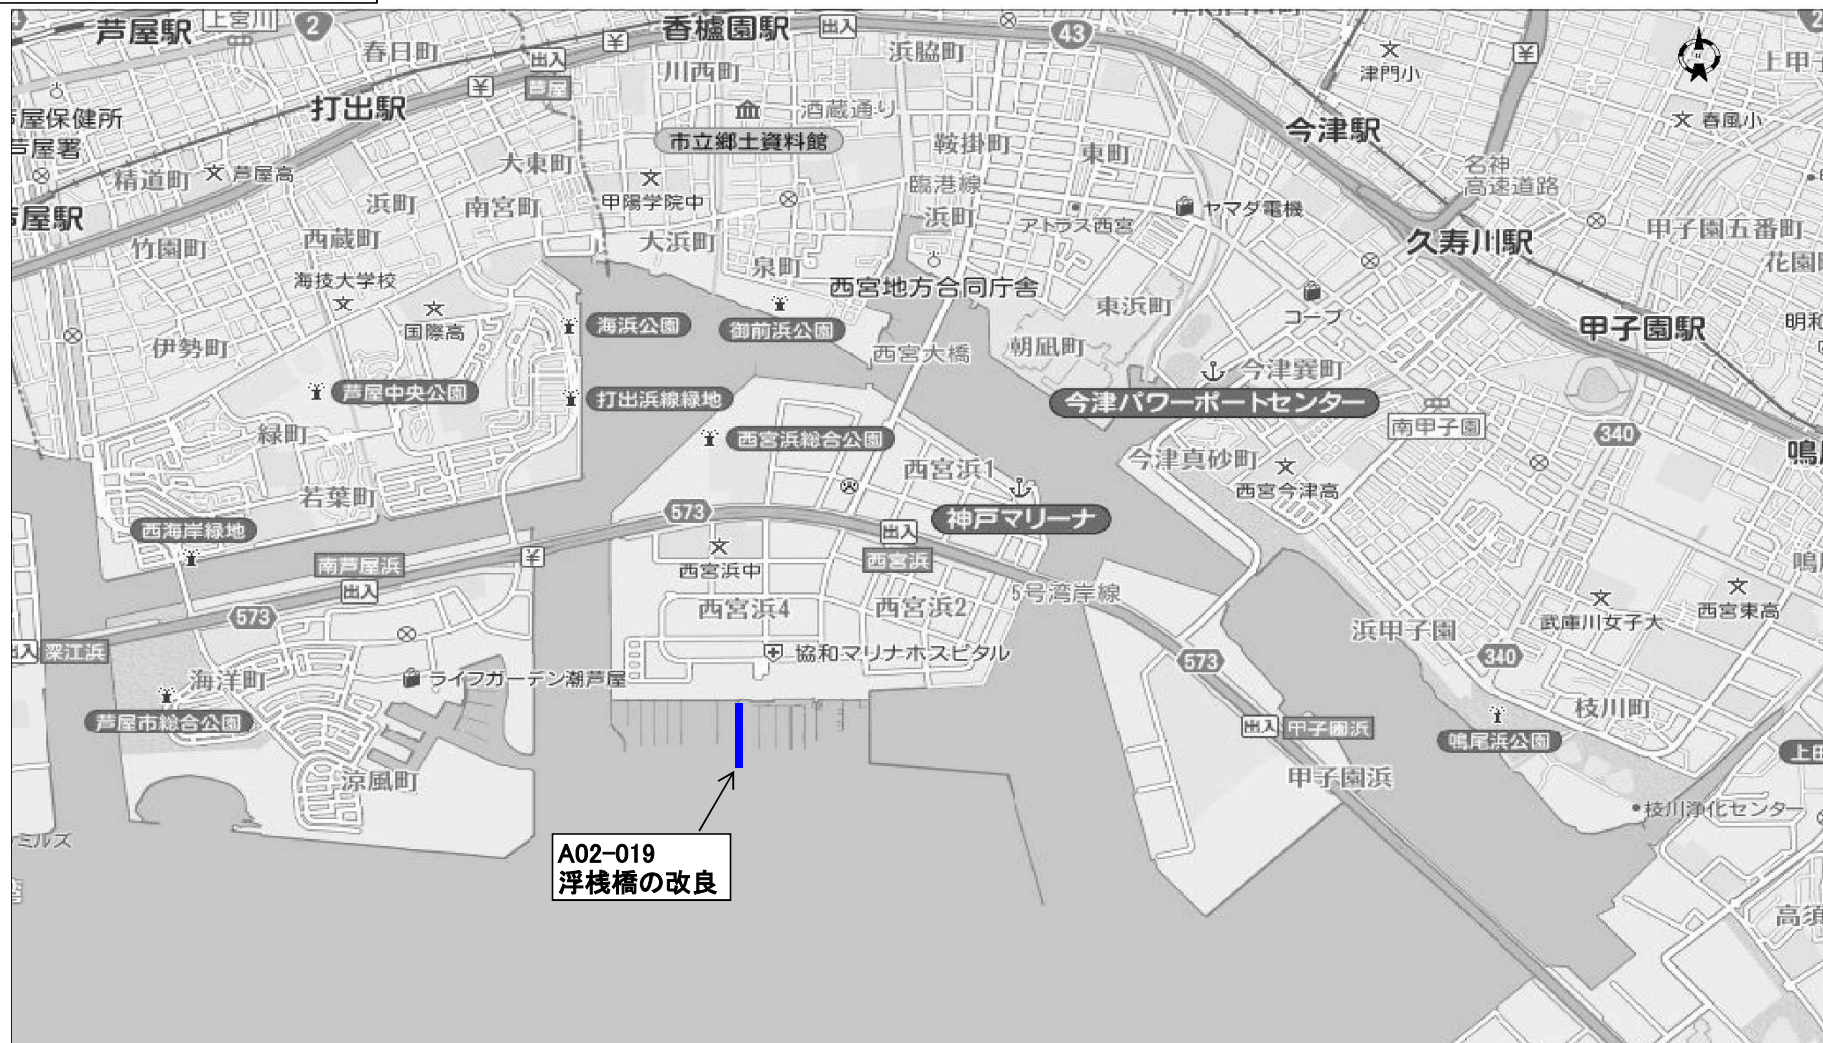 芦屋駅
上宮川
2
香櫨園駅
出入
43
春日町
出入
川西町
浜脇町
津門小
打出駅
芦屋
酒蔵通り
今津駅
春風小
屋保健所
市立郷土資料館
鞍掛町
東町
大東町
名神
高速道路
精道町
芦屋高
甲陽学院中
臨港線
浜町
南宮町
浜町
アトラス西宮
ヤマダ電機
竹園町
西蔵町
大浜町
久寿川駅
甲子園五番町
海技大学校
泉町
西宮地方合同庁舎
東浜町
コープ
国際高
海浜公園
御前浜公園
甲子園駅
伊勢町
西宮大橋
朝凪町
今津巽町
芦屋中央公園
打出浜線緑地
今津パワーボートセンター
南甲子園
340
緑町
西宮浜総合公園
西宮浜1
今津真砂町
西宮今津高
若葉町
573
神戸マリーナ
西海岸緑地
出入
西宮浜
南芦屋浜
出入
西宮浜中
5号湾岸線
573
西宮浜4
西宮浜2
武庫川女子大
西宮東高
浜甲子園
深江浜
協和マリナホスピタル
573
340
海洋町
ライフガーデン潮芦屋
芦屋市総合公園
出入
甲子園浜
枝川町
鳴尾浜公園
涼風町
甲子園浜
枝川浄化センター
A02-019
浮桟橋の改良